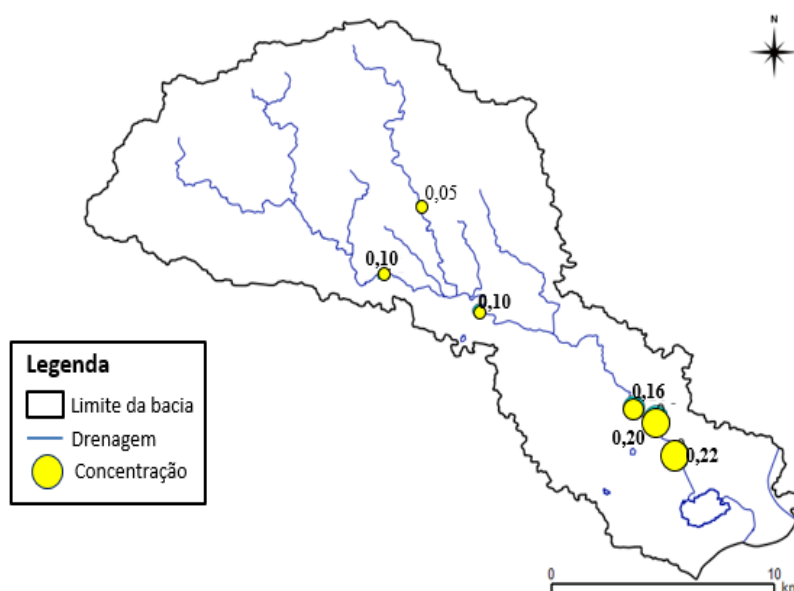 N
0,05
0,10
0,10
0,16
0,20
0,22
Legenda
Limite da bacia
Drenagem
Concentração
0 10
km